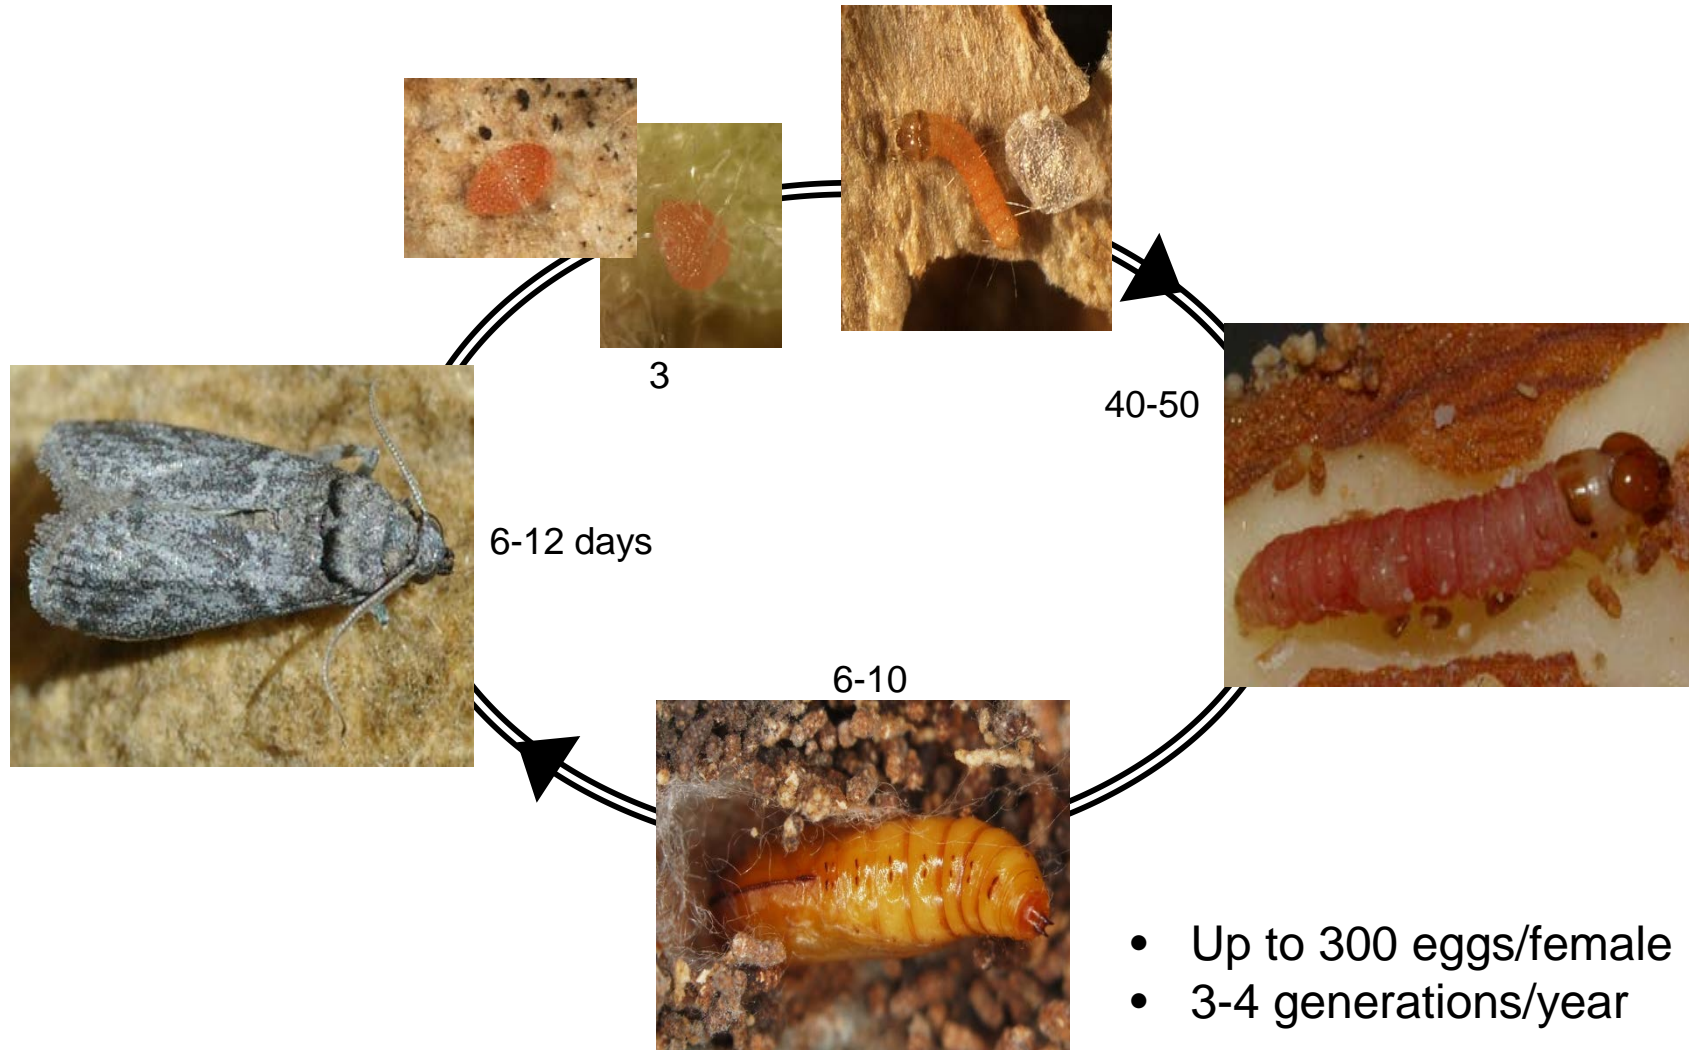 3
40-50
6-12 days
6-10
• Up to 300 eggs/female
• 3-4 generations/year